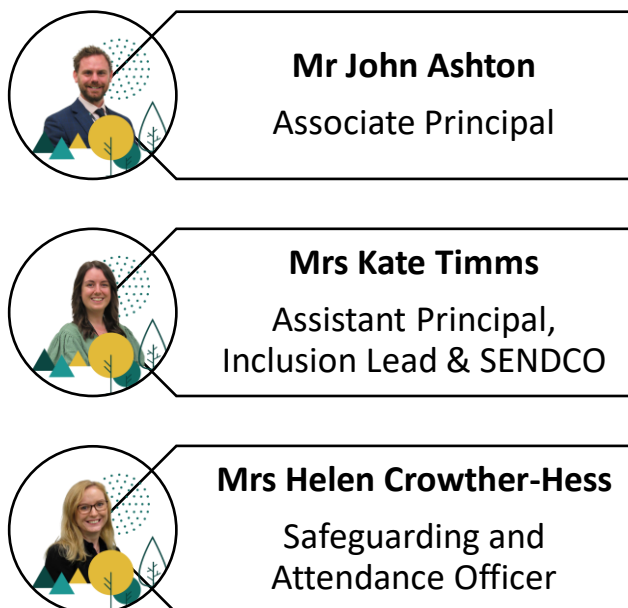 Mr John Ashton
Associate Principal
Mrs Kate Timms
Assistant Principal,
Inclusion Lead & SENDCO
Mrs Helen Crowther-Hess
Safeguarding and
Attendance Officer